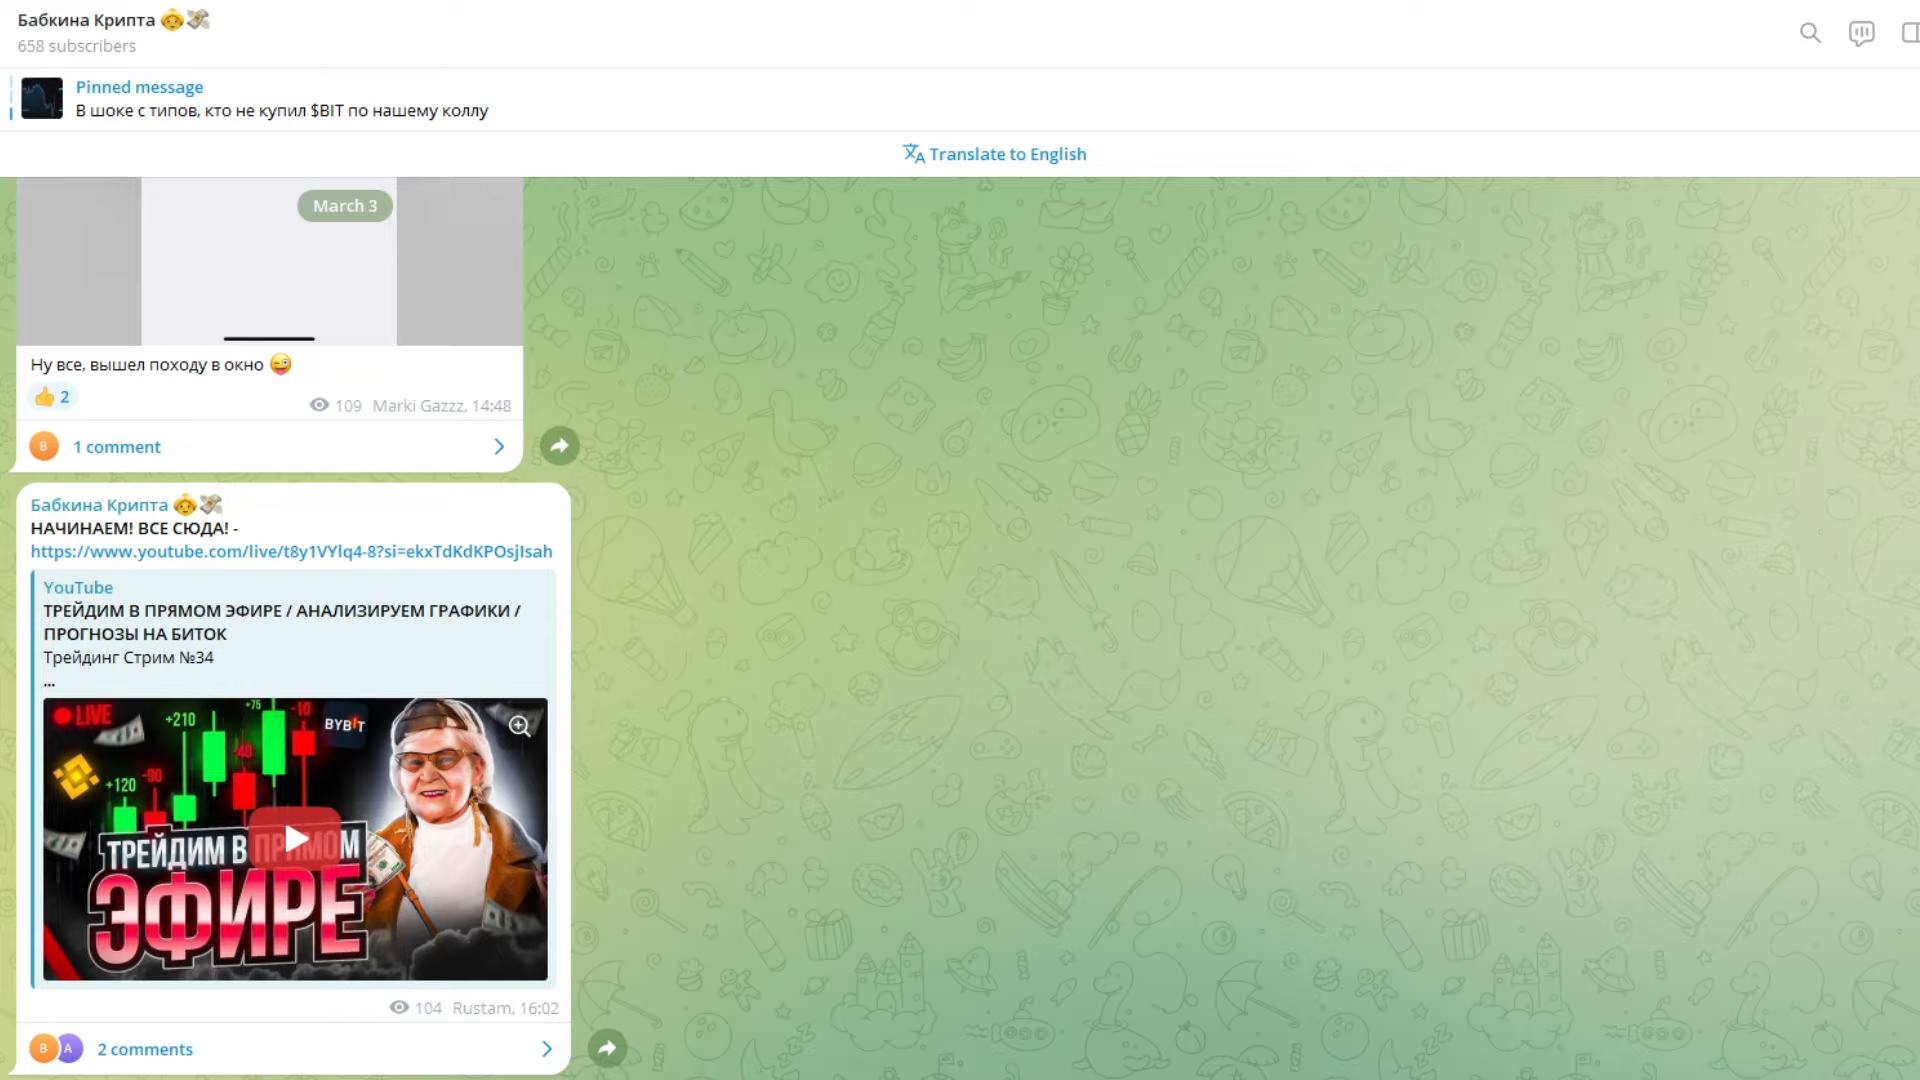 Бабкина Крипта 👵💸
658 subscribers
Pinned message
В шоке с типов, кто не купил $BIT по нашему коллу
Translate to English
March 3
Ну все, вышел походу в окно 😜
👍 2
109 Marki Gazzz, 14:48
B 1 comment
Бабкина Крипта 👵💸
НАЧИНАЕМ! ВСЕ СЮДА! -
https://www.youtube.com/live/t8y1VYlq4-8?si=ekxTdKdKPOsjIsah
YouTube
ТРЕЙДИМ В ПРЯМОМ ЭФИРЕ / АНАЛИЗИРУЕМ ГРАФИКИ /
ПРОГНОЗЫ НА БИТОК
Трейдинг Стрим №34
...
LIVE
+210
+75
-10
BYBIT
-40
+120
-90
ТРЕЙДИМ В ПРЯМОМ
ЭФИРЕ
104 Rustam, 16:02
B A 2 comments